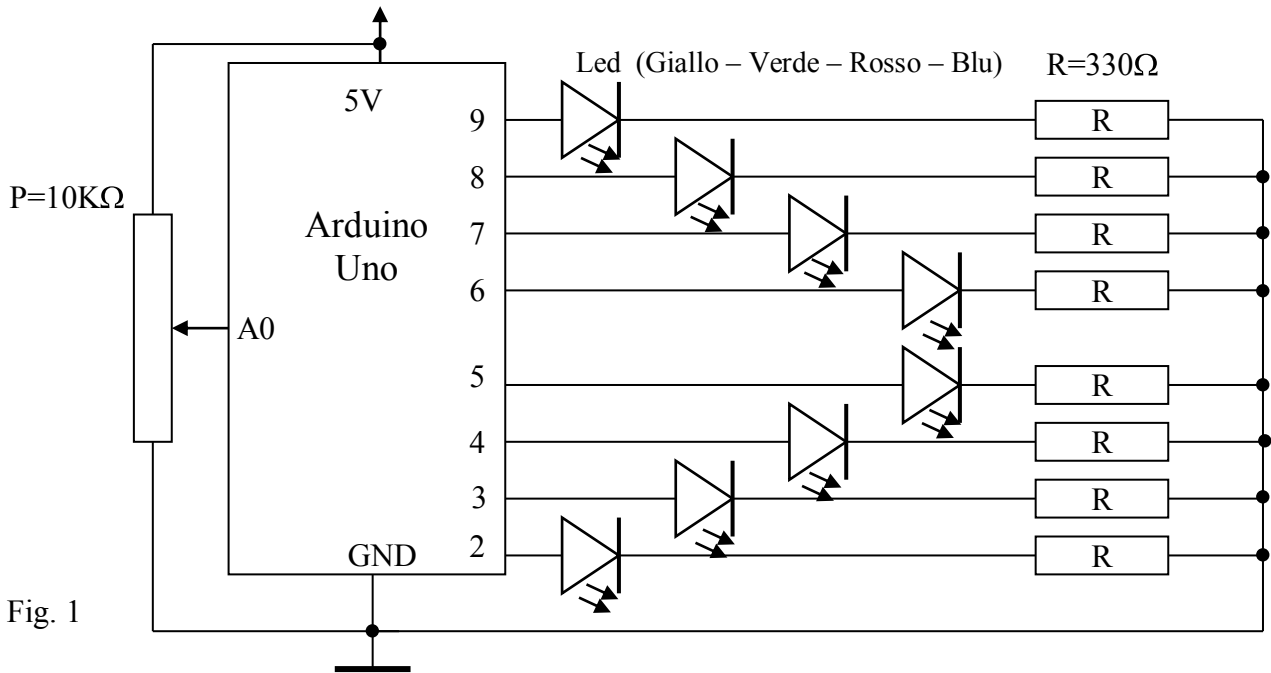 Led (Giallo – Verde – Rosso – Blu) R=330Ω
5V
9
R
8
R
P=10KΩ
7
R
Arduino
Uno
6
R
A0
5
R
4
R
3
R
2
R
GND
Fig. 1